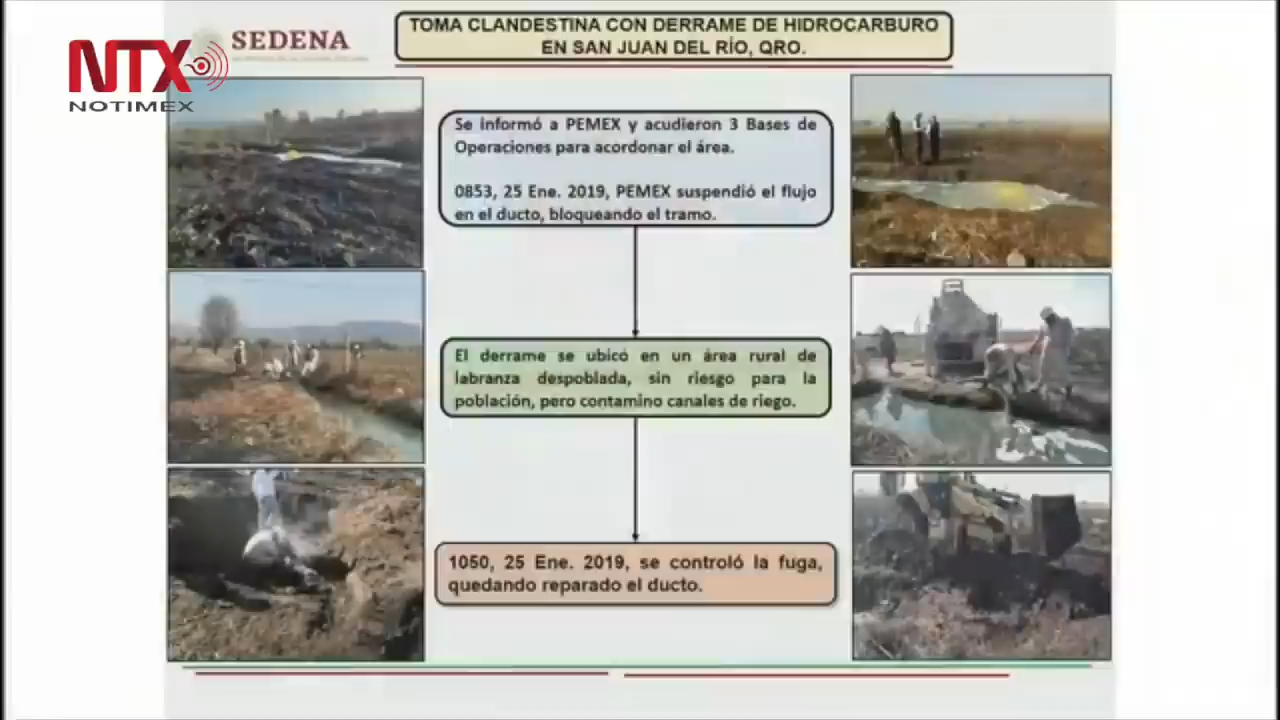 NTX
NOTIMEX
SEDENA
TOMA CLANDESTINA CON DERRAME DE HIDROCARBURO
EN SAN JUAN DEL RÍO, QRO.
Se informó a PEMEX y acudieron 3 Bases de
Operaciones para acordonar el área.
0853, 25 Ene. 2019, PEMEX suspendió el flujo
en el ducto, bloqueando el tramo.
El derrame se ubicó en un área rural de
labranza despoblada, sin riesgo para la
población, pero contamino canales de riego.
1050, 25 Ene. 2019, se controló la fuga,
quedando reparado el ducto.